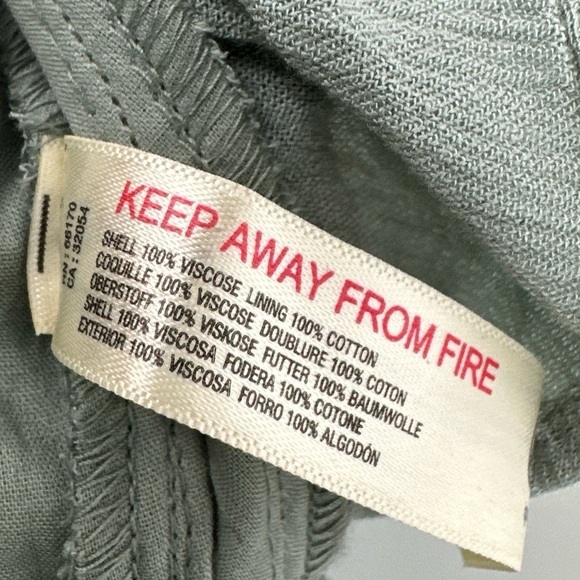 KEEP AWAY FROM FIRE
SHELL 100% VISCOSE LINING 100% COTTON
COQUILLE 100% VISCOSE DOUBLURE 100% COTON
OBERSTOFF 100% VISKOSE FUTTER 100% BAUMWOLLE
SHELL 100% VISCOSA FODERA 100% COTONE
EXTERIOR 100% VISCOSA FORRO 100% ALGODÓN
: 66170
CA : 32054